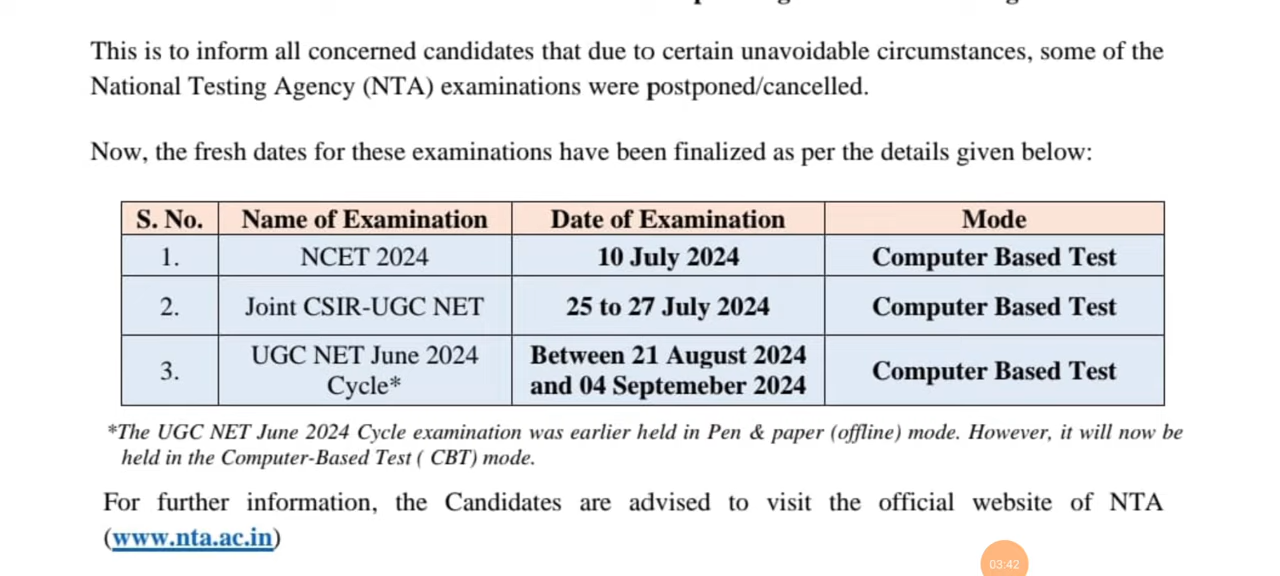 This is to inform all concerned candidates that due to certain unavoidable circumstances, some of the
National Testing Agency (NTA) examinations were postponed/cancelled.
Now, the fresh dates for these examinations have been finalized as per the details given below:
S. No. Name of Examination Date of Examination Mode
1. NCET 2024 10 July 2024 Computer Based Test
2. Joint CSIR-UGC NET 25 to 27 July 2024 Computer Based Test
3. UGC NET June 2024 Cycle* Between 21 August 2024 and 04 Septemeber 2024 Computer Based Test
*The UGC NET June 2024 Cycle examination was earlier held in Pen & paper (offline) mode. However, it will now be
held in the Computer-Based Test ( CBT) mode.
For further information, the Candidates are advised to visit the official website of NTA
(www.nta.ac.in)
03:42